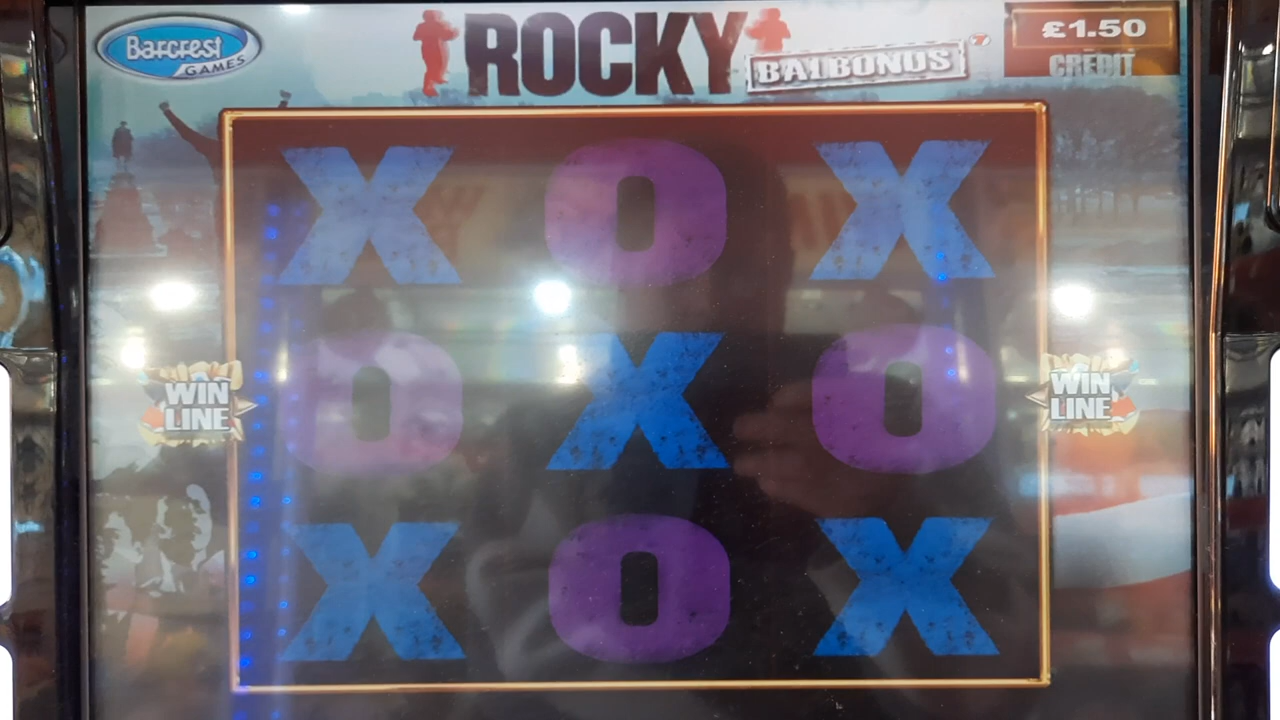 Barcrest
GAMES
ROCKY
BALBONUS
£1.50
CREDIT
X O X
WIN
LINE
O X O
WIN
LINE
X O X